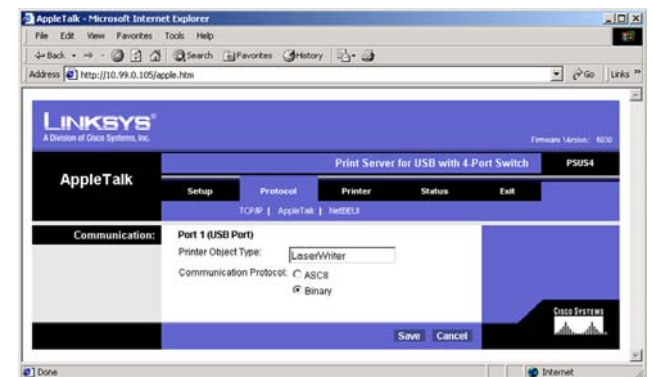 AppleTalk - Microsoft Internet Explorer
File Edit View Favorites Tools Help
Back Search Favorites History
Address http://10.99.0.105/apple.htm Go Links »
LINKSYS®
A Division of Cisco Systems, Inc.
Firmware Version: 6030
Print Server for USB with 4-Port Switch PSUS4
AppleTalk
Setup Protocol Printer Status Exit
TCP/IP | AppleTalk | NetBEUI
Communication: Port 1 (USB Port)
Printer Object Type: LaserWriter
Communication Protocol: ASCII
Binary
CISCO SYSTEMS
Save Cancel
Done Internet